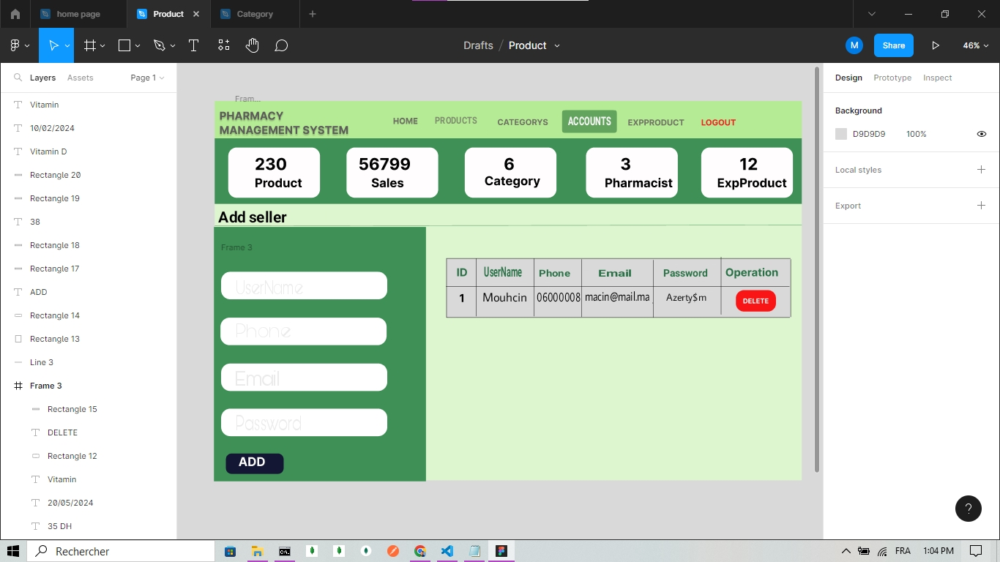 home page
Product
Category
Drafts / Product
M
Share
46%
Layers
Assets
Page 1
Vitamin
10/02/2024
Vitamin D
Rectangle 20
Rectangle 19
38
Rectangle 18
Rectangle 17
ADD
Rectangle 14
Rectangle 13
Line 3
Frame 3
Rectangle 15
DELETE
Rectangle 12
Vitamin
20/05/2024
35 DH
Fram...
PHARMACY
MANAGEMENT SYSTEM
HOME
PRODUCTS
CATEGORYS
ACCOUNTS
EXPPRODUCT
LOGOUT
230
Product
56799
Sales
6
Category
3
Pharmacist
12
ExpProduct
Add seller
Frame 3
UserName
Phone
Email
Password
ADD
ID UserName Phone Email Password Operation
1 Mouhcin 06000008 macin@mail.ma Azerty$m DELETE
Design
Prototype
Inspect
Background
D9D9D9 100%
Local styles
Export
?
Rechercher
FRA
1:04 PM